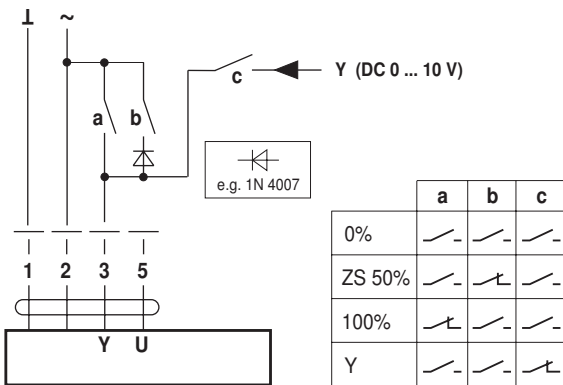 ⊥ ~
c
Y (DC 0 ... 10 V)
a b
e.g. 1N 4007
a b c
0%
ZS 50%
100%
Y
1 2 3 5
Y U